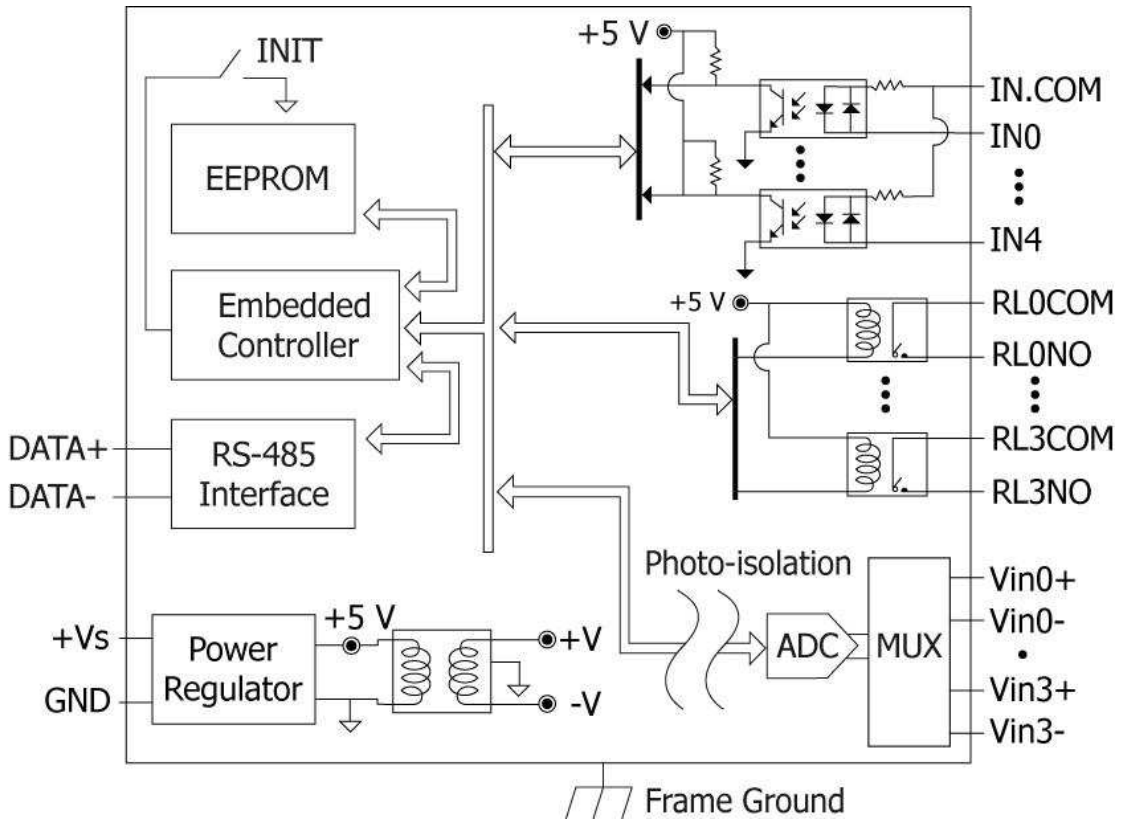 INIT
+5 V
IN.COM
IN0
IN4
EEPROM
Embedded
Controller
+5 V
RL0COM
RL0NO
RL3COM
RL3NO
DATA+
DATA-
RS-485
Interface
Photo-isolation
ADC
MUX
Vin0+
Vin0-
Vin3+
Vin3-
+Vs
GND
Power
Regulator
+5 V
+V
-V
Frame Ground